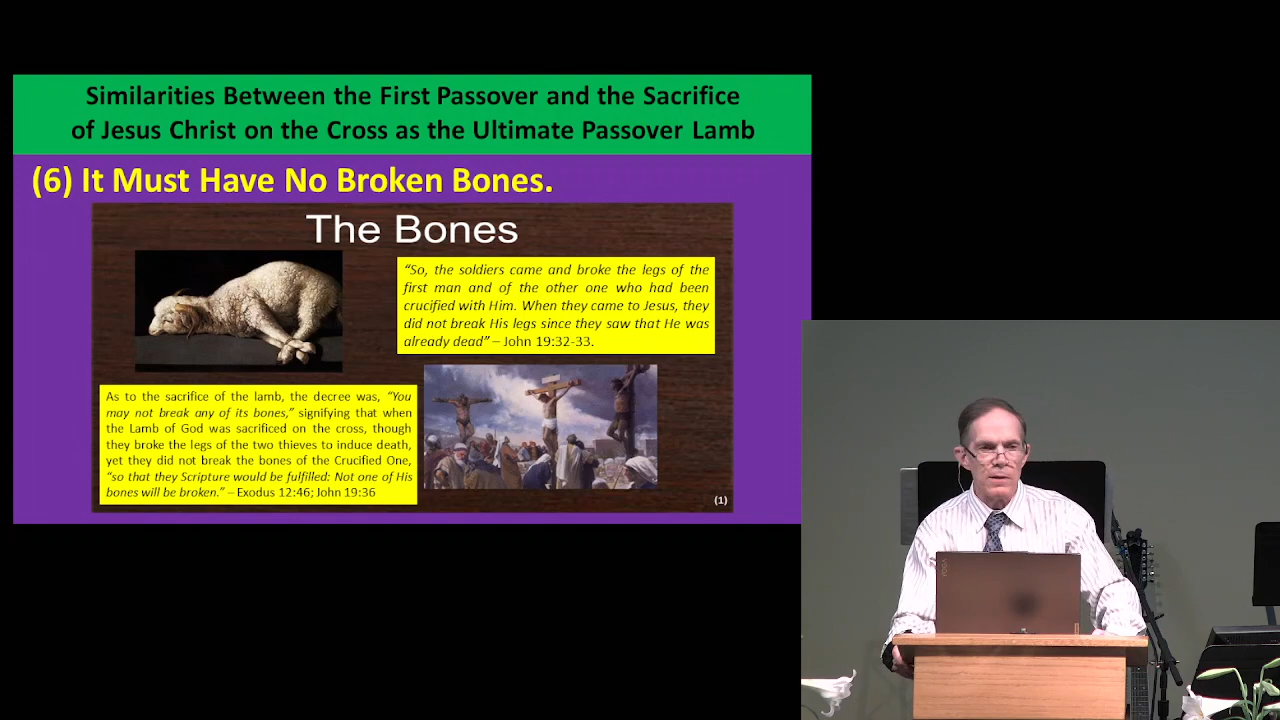 Similarities Between the First Passover and the Sacrifice
of Jesus Christ on the Cross as the Ultimate Passover Lamb
(6) It Must Have No Broken Bones.
The Bones
“So, the soldiers came and broke the legs of the
first man and of the other one who had been
crucified with Him. When they came to Jesus, they
did not break His legs since they saw that He was
already dead” – John 19:32-33.
As to the sacrifice of the lamb, the decree was, “You
may not break any of its bones,” signifying that when
the Lamb of God was sacrificed on the cross, though
they broke the legs of the two thieves to induce death,
yet they did not break the bones of the Crucified One,
“so that they Scripture would be fulfilled: Not one of His
bones will be broken.” – Exodus 12:46; John 19:36
(1)
YOGA